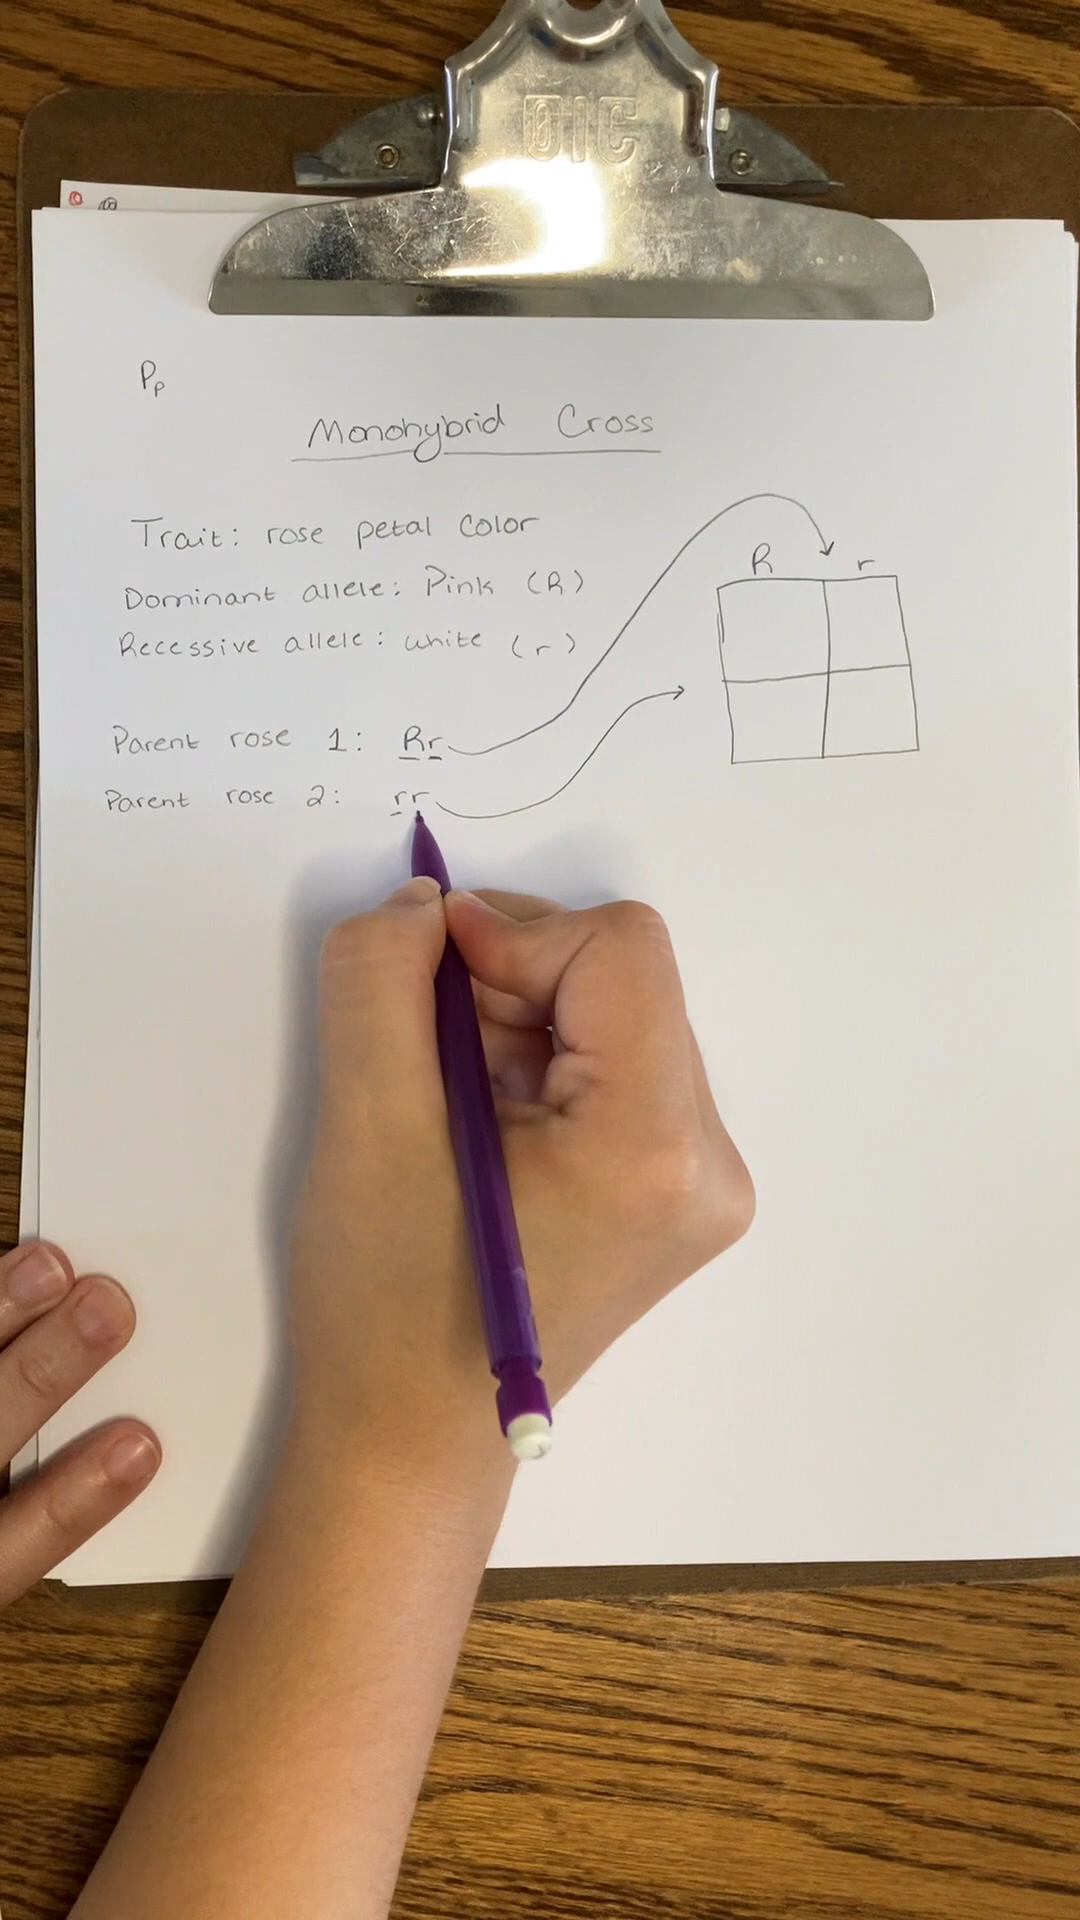 OIC
Pp
Monohybrid Cross
Trait: rose petal color
Dominant allele: Pink (R)
Recessive allele: white (r)
R r
Parent rose 1: Rr
Parent rose 2: rr